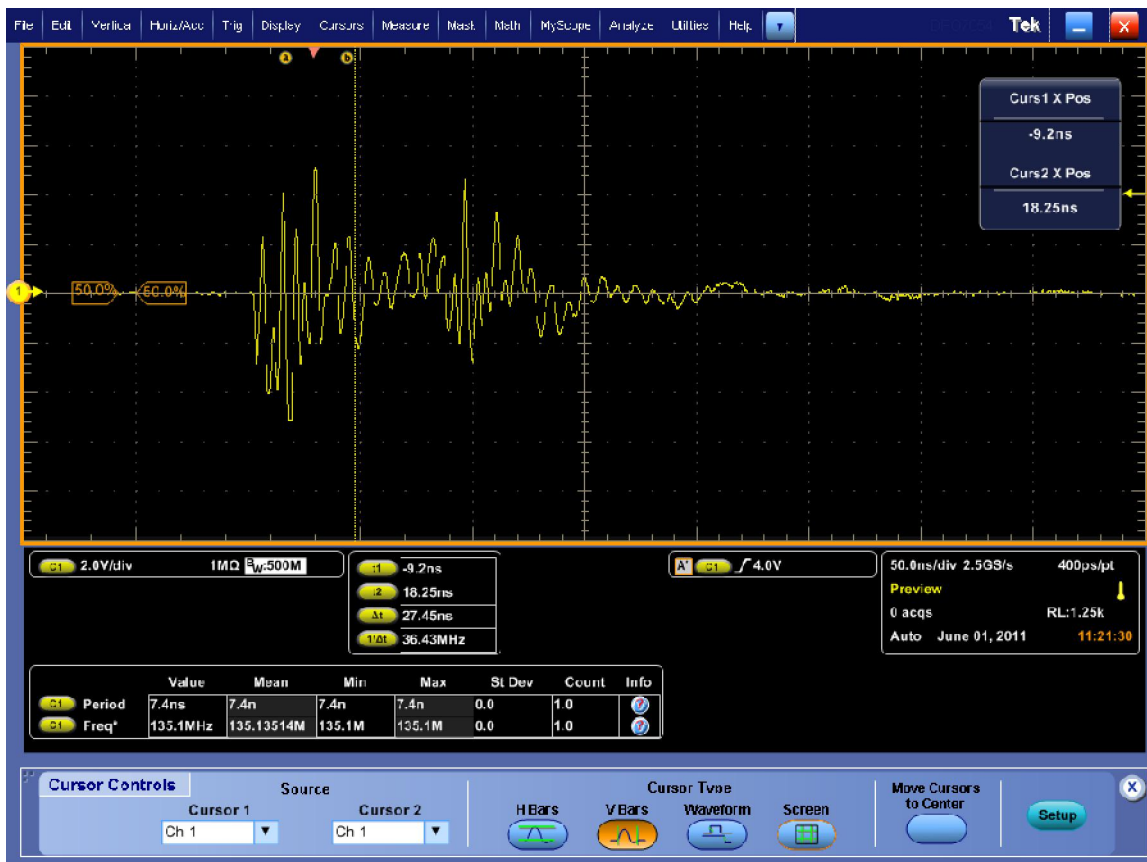 File Edit Vertical Horiz/Acq Trig Display Cursors Measure Mask Math MyScope Analyze Utilities Help Tek
a b
Curs1 X Pos
-9.2ns
Curs2 X Pos
18.25ns
1 50.0% 50.0%
C1 2.0V/div 1MΩ BW:500M
t1 -9.2ns
t2 18.25ns
Δt 27.45ns
1/Δt 36.43MHz
A' C1 4.0V
50.0ns/div 2.5GS/s 400ps/pt
Preview
0 acqs RL:1.25k
Auto June 01, 2011 11:21:30
Value Mean Min Max St Dev Count Info
C1 Period 7.4ns 7.4n 7.4n 7.4n 0.0 1.0
C1 Freq* 135.1MHz 135.13514M 135.1M 135.1M 0.0 1.0
Cursor Controls
Source
Cursor 1 Cursor 2
Ch 1 Ch 1
Cursor Type
H Bars V Bars Waveform Screen
Move Cursors
to Center
Setup
X